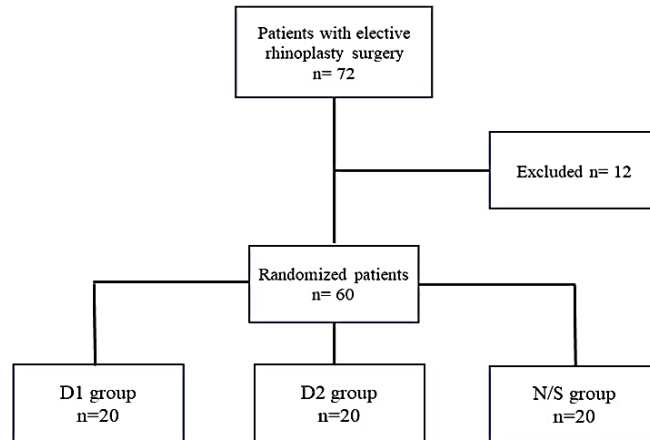 Patients with elective
rhinoplasty surgery
n= 72
Excluded n= 12
Randomized patients
n= 60
D1 group
n=20
D2 group
n=20
N/S group
n=20